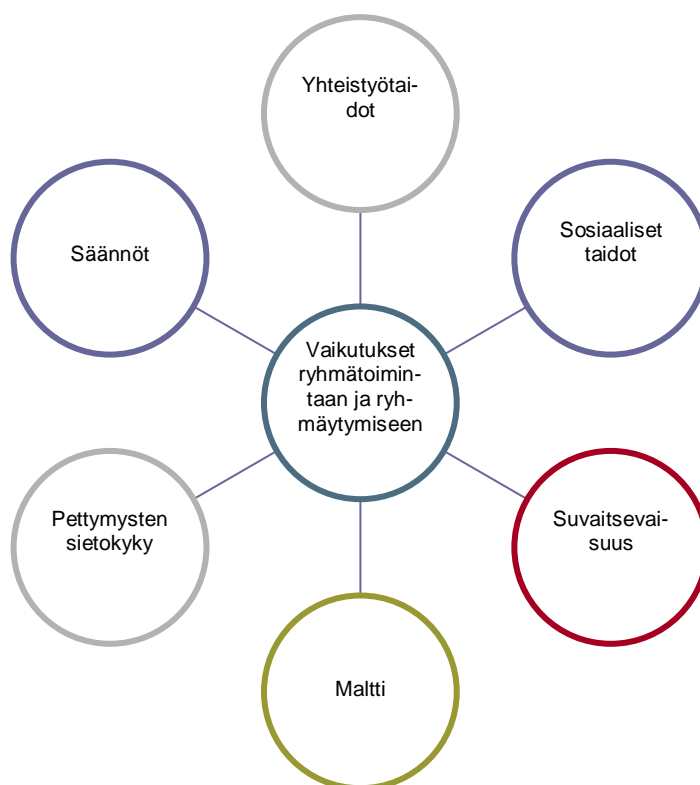 Yhteistyötai-
dot
Säännöt
Sosiaaliset
taidot
Vaikutukset
ryhmätoimin-
taan ja ryh-
mäytymiseen
Pettymysten
sietokyky
Suvaitsevai-
suus
Maltti